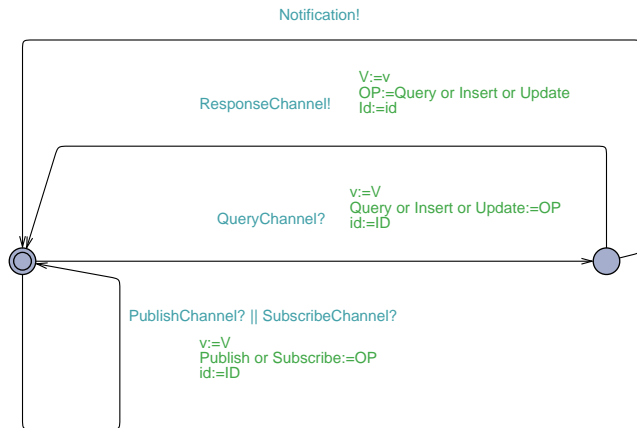 Notification!
V:=v
OP:=Query or Insert or Update
Id:=id
ResponseChannel!
v:=V
Query or Insert or Update:=OP
id:=ID
QueryChannel?
PublishChannel? || SubscribeChannel?
v:=V
Publish or Subscribe:=OP
id:=ID